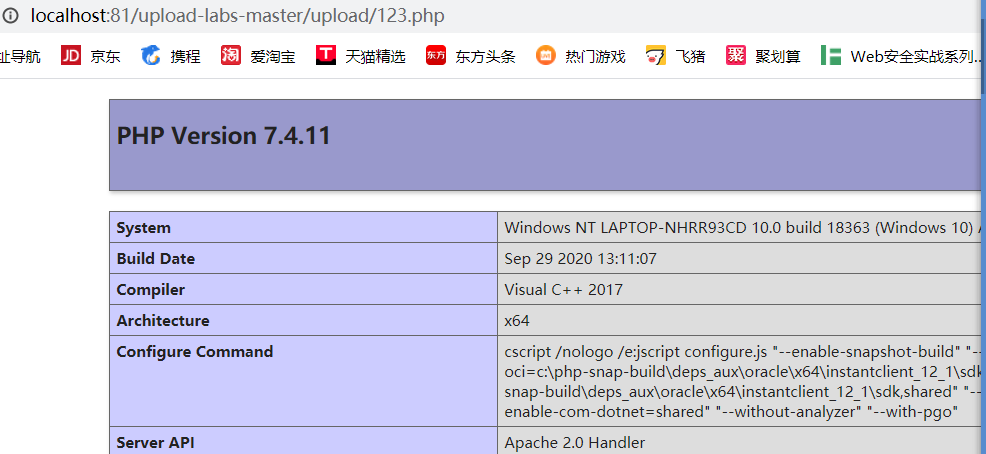 localhost:81/upload-labs-master/upload/123.php
址导航 JD 京东 携程 淘 爱淘宝 T 天猫精选 东方 东方头条 热门游戏 飞猪 聚 聚划算 Web安全实战系列...
PHP Version 7.4.11
System Windows NT LAPTOP-NHRR93CD 10.0 build 18363 (Windows 10)
Build Date Sep 29 2020 13:11:07
Compiler Visual C++ 2017
Architecture x64
Configure Command cscript /nologo /e:jscript configure.js "--enable-snapshot-build" "--
oci=c:\php-snap-build\deps_aux\oracle\x64\instantclient_12_1\sdk
snap-build\deps_aux\oracle\x64\instantclient_12_1\sdk,shared" "--
enable-com-dotnet=shared" "--without-analyzer" "--with-pgo"
Server API Apache 2.0 Handler